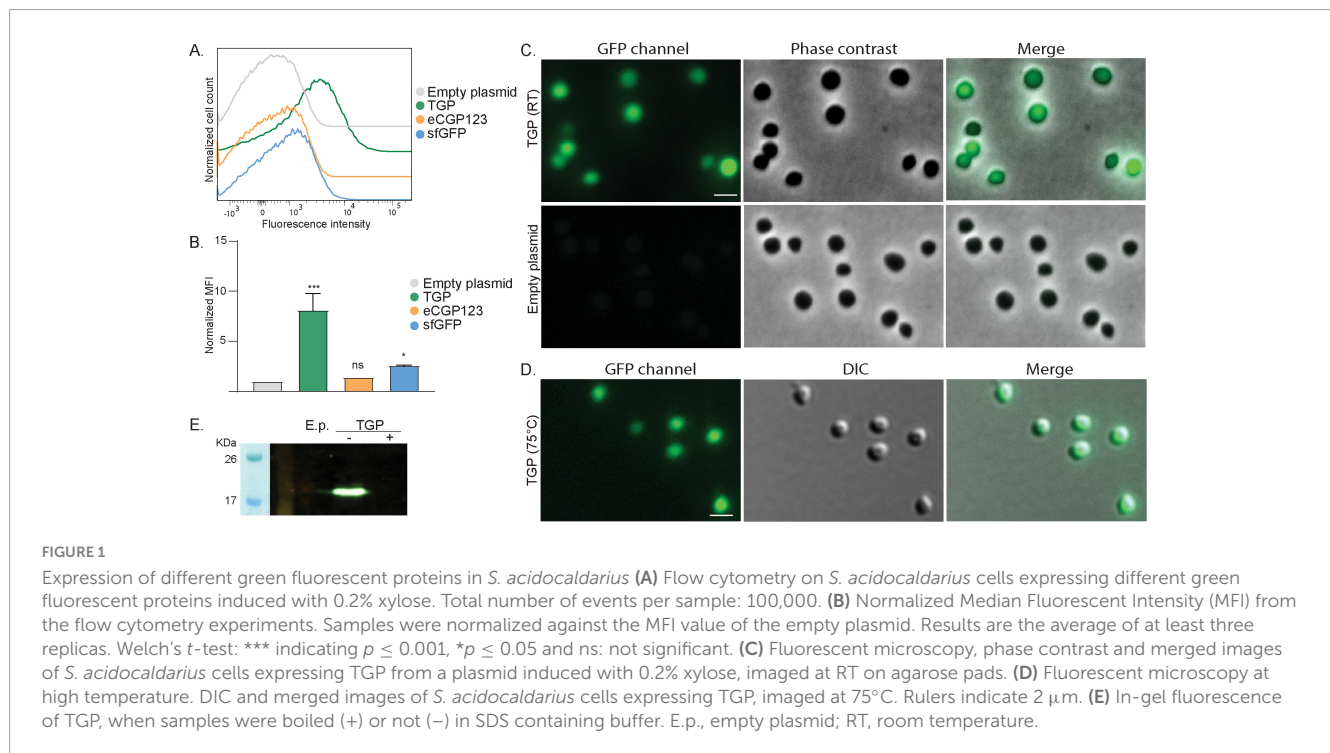 A.
Normalized cell count
-10³ 0 10³ 10⁴ 10⁵
Fluorescence intensity
Empty plasmid
TGP
eCGP123
sfGFP
B.
Normalized MFI
15
10
5
***
ns
*
Empty plasmid
TGP
eCGP123
sfGFP
E.
E.p. TGP
- +
KDa
26
17
C.
GFP channel Phase contrast Merge
TGP (RT)
Empty plasmid
D.
GFP channel DIC Merge
TGP (75°C)
FIGURE 1
Expression of different green fluorescent proteins in S. acidocaldarius (A) Flow cytometry on S. acidocaldarius cells expressing different green
fluorescent proteins induced with 0.2% xylose. Total number of events per sample: 100,000. (B) Normalized Median Fluorescent Intensity (MFI) from
the flow cytometry experiments. Samples were normalized against the MFI value of the empty plasmid. Results are the average of at least three
replicas. Welch's t-test: *** indicating p ≤ 0.001, *p ≤ 0.05 and ns: not significant. (C) Fluorescent microscopy, phase contrast and merged images
of S. acidocaldarius cells expressing TGP from a plasmid induced with 0.2% xylose, imaged at RT on agarose pads. (D) Fluorescent microscopy at
high temperature. DIC and merged images of S. acidocaldarius cells expressing TGP, imaged at 75°C. Rulers indicate 2 μm. (E) In-gel fluorescence
of TGP, when samples were boiled (+) or not (−) in SDS containing buffer. E.p., empty plasmid; RT, room temperature.